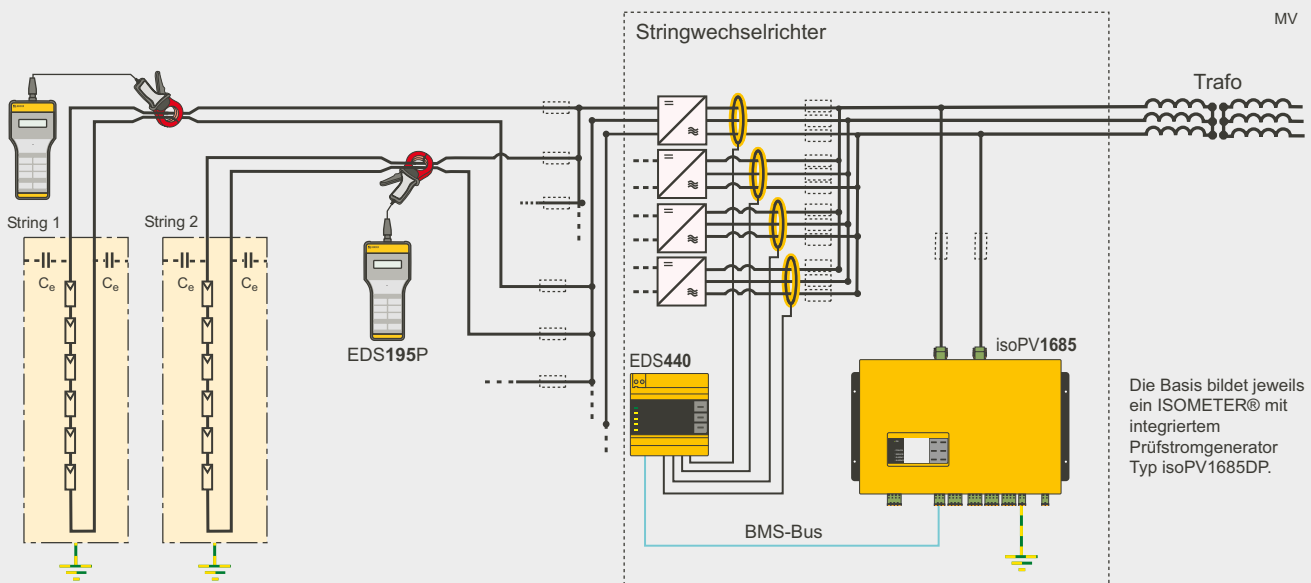 MV
Stringwechselrichter
Trafo
String 1
String 2
Ce
Ce
Ce
Ce
EDS195P
EDS440
isoPV1685
BMS-Bus
Die Basis bildet jeweils
ein ISOMETER® mit
integriertem
Prüfstromgenerator
Typ isoPV1685DP.